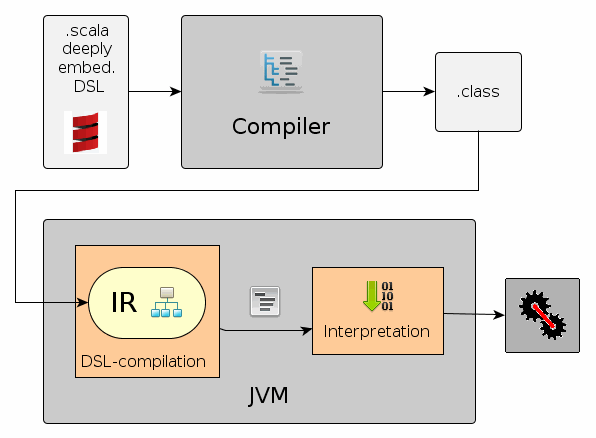 .scala
deeply
embed.
DSL
Compiler
.class
IR
01
10
01
DSL-compilation
Interpretation
JVM